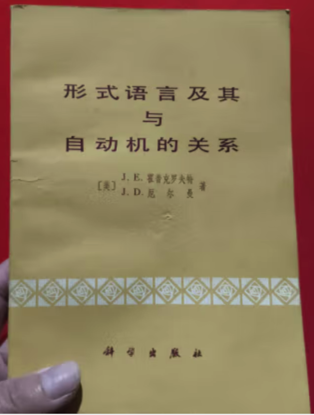 形式语言及其
与
自动机的关系
〔美〕 J. E. 霍普克罗夫特 著
J. D. 厄尔曼
科学出版社